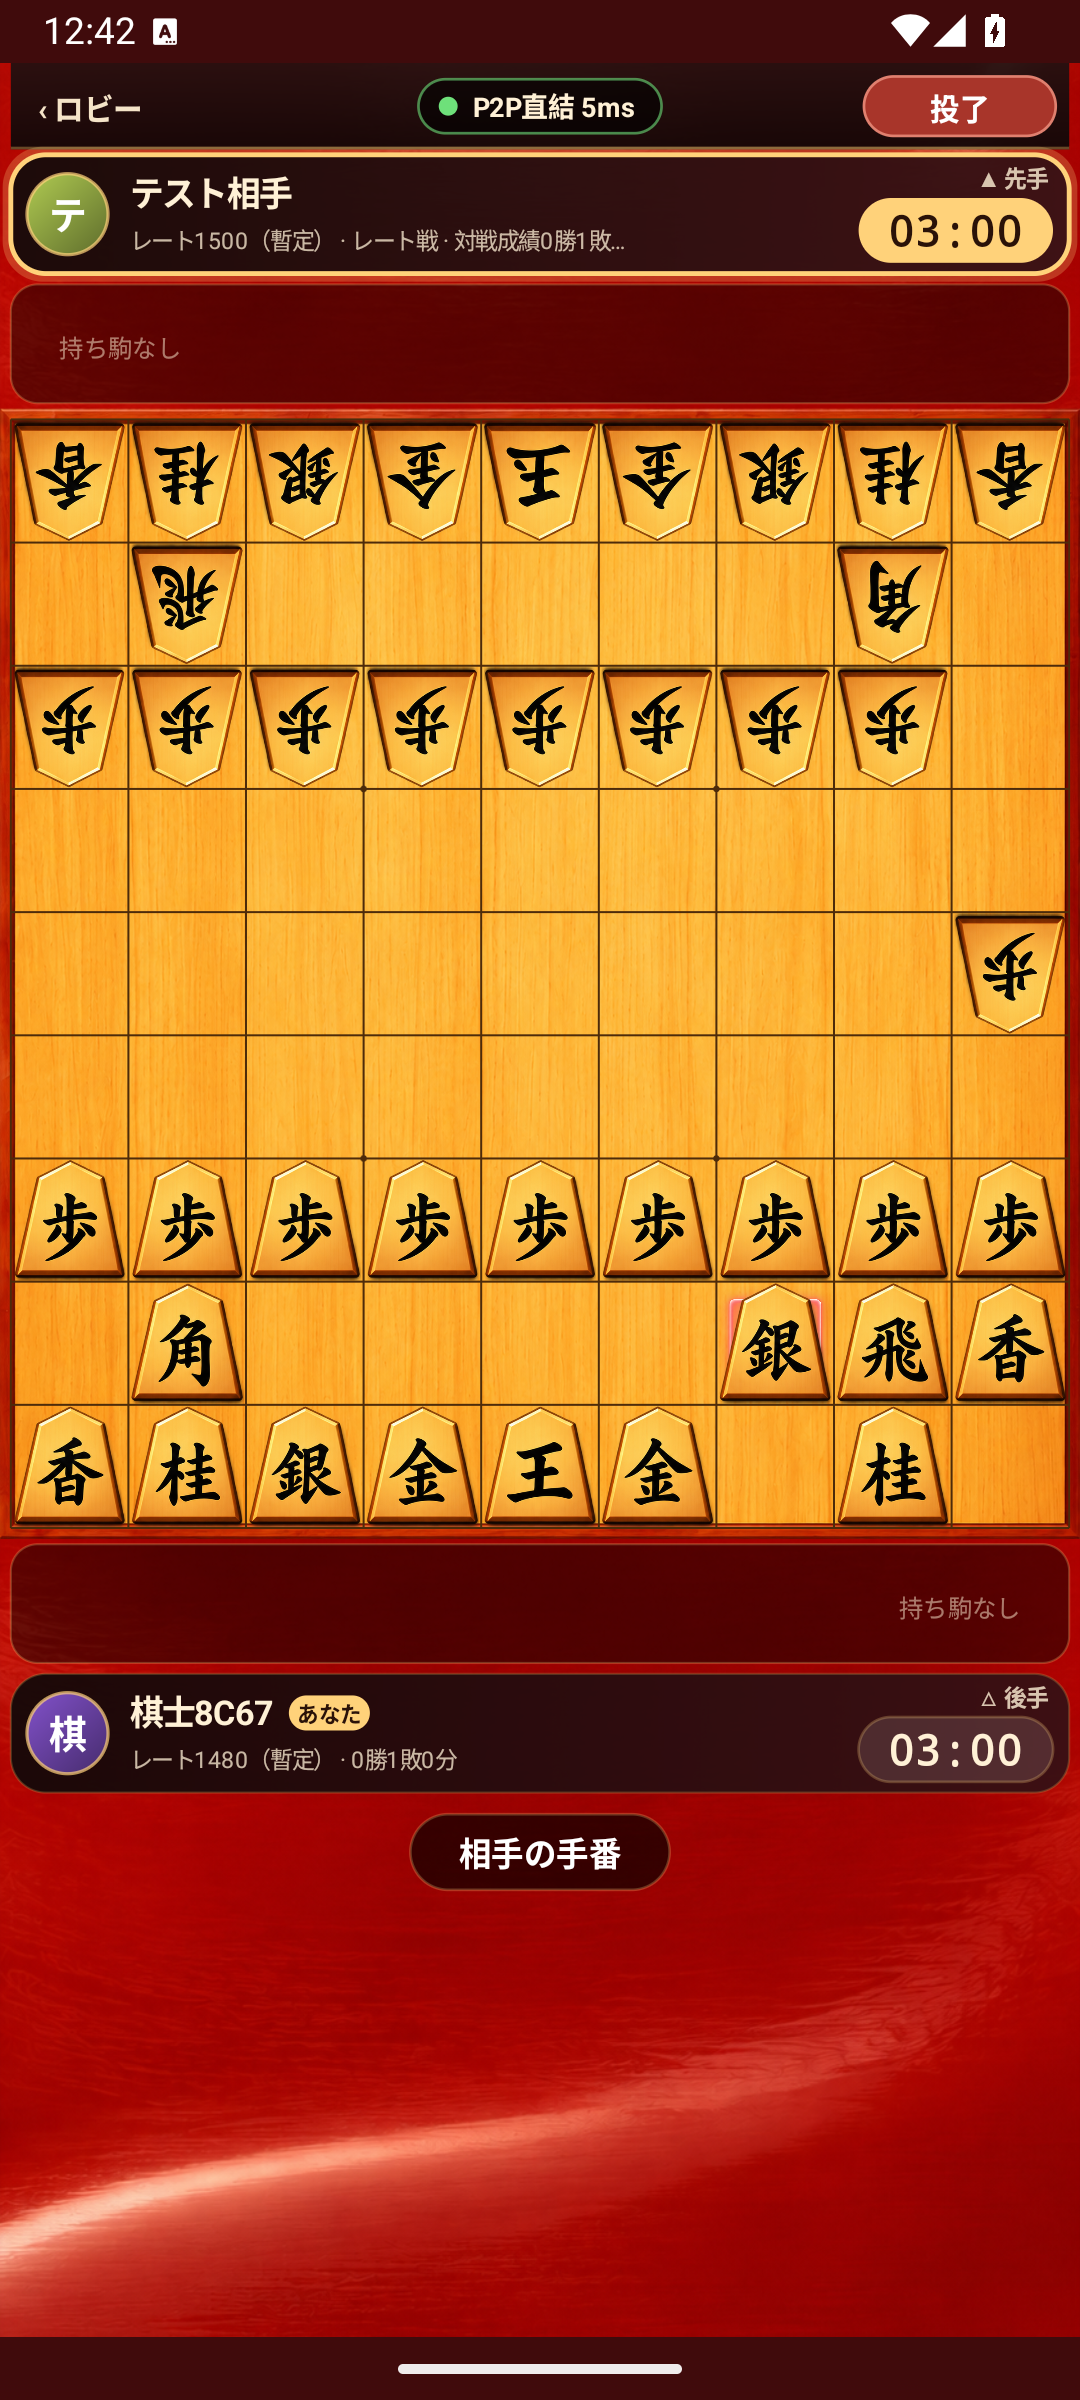 12:42
‹ ロビー
P2P直結 5ms
投了
テ
テスト相手
レート1500（暫定） · レート戦 · 対戦成績0勝1敗…
▲ 先手
03:00
持ち駒なし
香桂銀金玉金銀桂香
飛角
歩歩歩歩歩歩歩歩
歩
歩歩歩歩歩歩歩歩歩
角銀飛香
香桂銀金王金桂
持ち駒なし
棋
棋士8C67 あなた
レート1480（暫定） · 0勝1敗0分
△ 後手
03:00
相手の手番